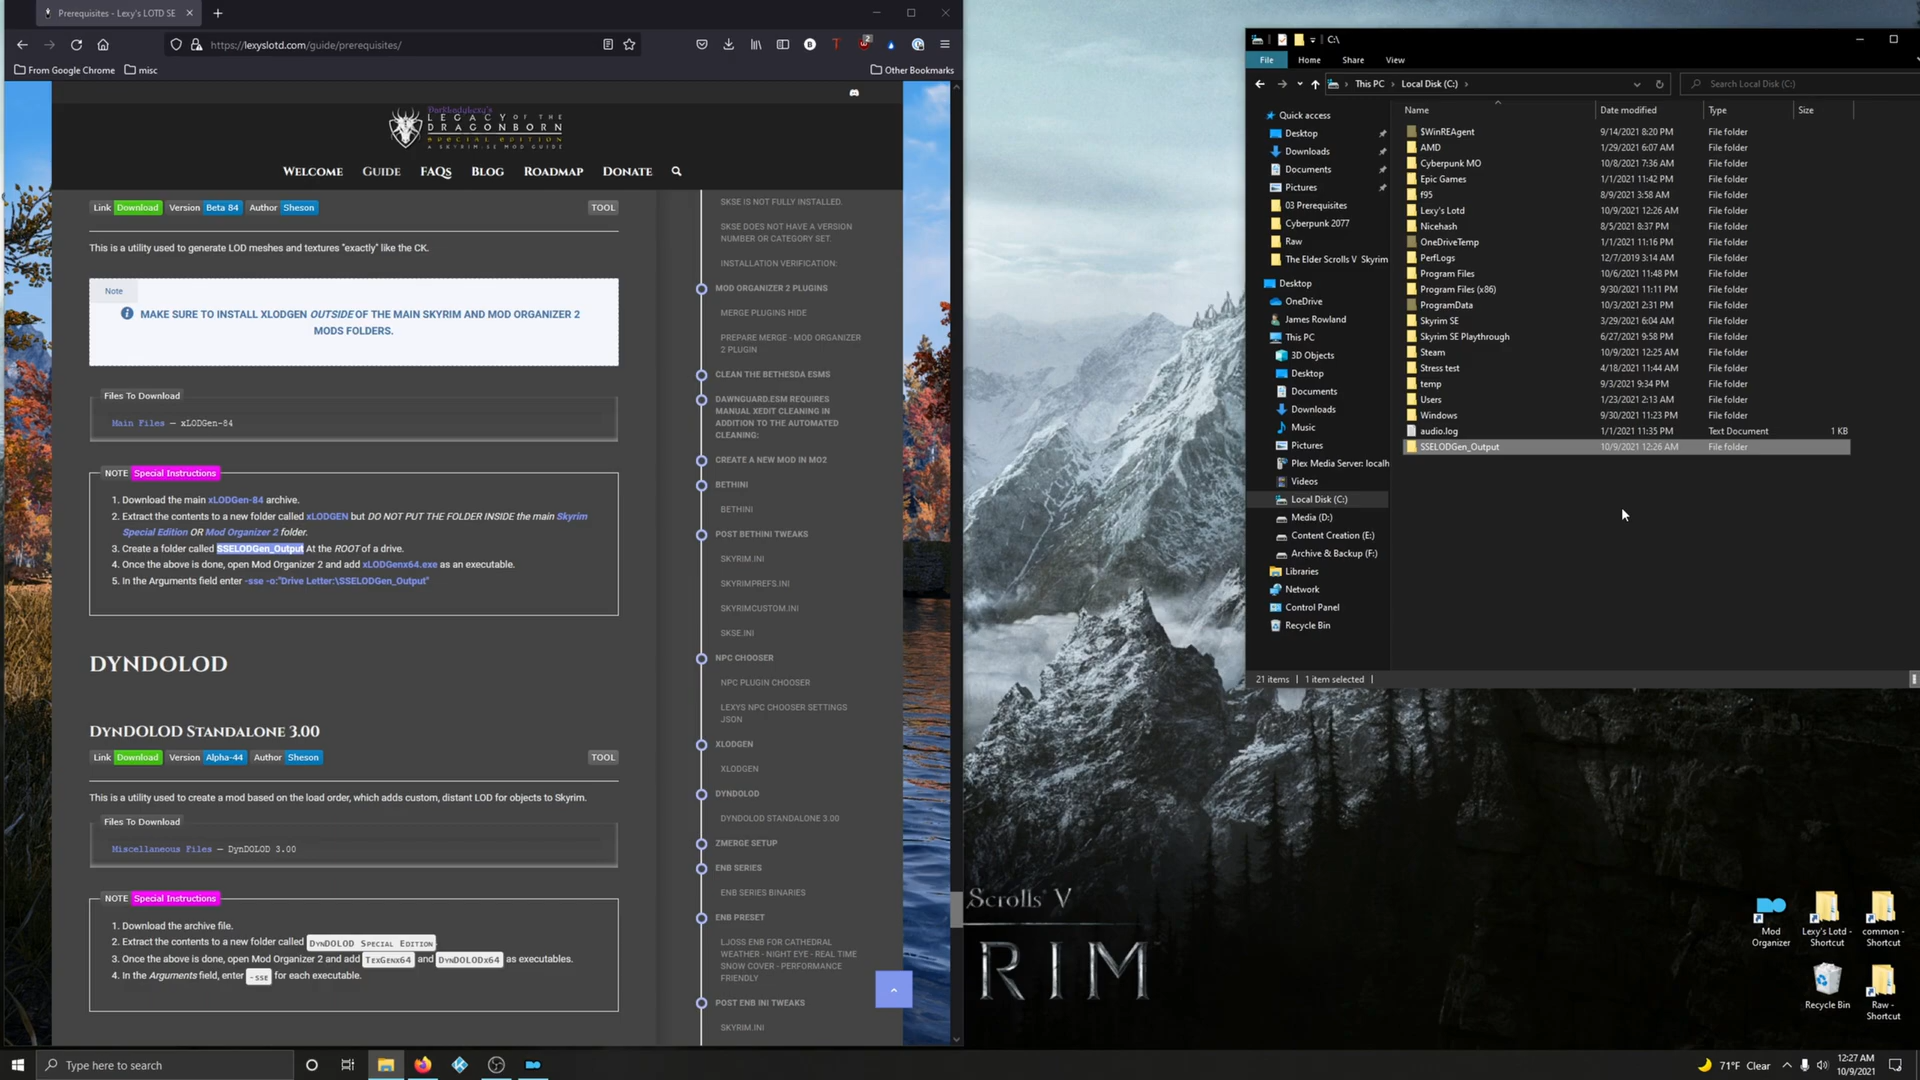 Prerequisites - Lexy's LOTD SE
https://lexyslotd.com/guide/prerequisites/
2
From Google Chrome
misc
Other Bookmarks
DarkLadyLexy's
LEGACY OF THE
DRAGONBORN
SPECIAL EDITION
A SKYRIM-SE MOD GUIDE
WELCOME
GUIDE
FAQs
BLOG
ROADMAP
DONATE
Link Download Version Beta 84 Author Sheson
TOOL
This is a utility used to generate LOD meshes and textures "exactly" like the CK.
Note
MAKE SURE TO INSTALL XLODGEN OUTSIDE OF THE MAIN SKYRIM AND MOD ORGANIZER 2
MODS FOLDERS.
Files To Download
Main Files — xLODGen-84
NOTE Special Instructions
1. Download the main xLODGen-84 archive.
2. Extract the contents to a new folder called xLODGEN but DO NOT PUT THE FOLDER INSIDE the main Skyrim
Special Edition OR Mod Organizer 2 folder.
3. Create a folder called SSELODGen_Output At the ROOT of a drive.
4. Once the above is done, open Mod Organizer 2 and add xLODGenx64.exe as an executable.
5. In the Arguments field enter -sse -o:"Drive Letter:\SSELODGen_Output"
DYNDOLOD
DYNDOLOD STANDALONE 3.00
Link Download Version Alpha-44 Author Sheson
TOOL
This is a utility used to create a mod based on the load order, which adds custom, distant LOD for objects to Skyrim.
Files To Download
Miscellaneous Files — DynDOLOD 3.00
NOTE Special Instructions
1. Download the archive file.
2. Extract the contents to a new folder called DYNDOLOD SPECIAL EDITION
3. Once the above is done, open Mod Organizer 2 and add TEXGENX64 and DYNDOLODX64 as executables.
4. In the Arguments field, enter -SSE for each executable.
SKSE IS NOT FULLY INSTALLED.
SKSE DOES NOT HAVE A VERSION
NUMBER OR CATEGORY SET.
INSTALLATION VERIFICATION:
MOD ORGANIZER 2 PLUGINS
MERGE PLUGINS HIDE
PREPARE MERGE - MOD ORGANIZER
2 PLUGIN
CLEAN THE BETHESDA ESMS
DAWNGUARD.ESM REQUIRES
MANUAL XEDIT CLEANING IN
ADDITION TO THE AUTOMATED
CLEANING:
CREATE A NEW MOD IN MO2
BETHINI
BETHINI
POST BETHINI TWEAKS
SKYRIM.INI
SKYRIMPREFS.INI
SKYRIMCUSTOM.INI
SKSE.INI
NPC CHOOSER
NPC PLUGIN CHOOSER
LEXYS NPC CHOOSER SETTINGS
JSON
XLODGEN
XLODGEN
DYNDOLOD
DYNDOLOD STANDALONE 3.00
ZMERGE SETUP
ENB SERIES
ENB SERIES BINARIES
ENB PRESET
LJOSS ENB FOR CATHEDRAL
WEATHER - NIGHT EYE - REAL TIME
SNOW COVER - PERFORMANCE
FRIENDLY
POST ENB INI TWEAKS
SKYRIM.INI
C:\
File
Home
Share
View
This PC
Local Disk (C:)
Search Local Disk (C:)
Quick access
Desktop
Downloads
Documents
Pictures
03 Prerequisites
Cyberpunk 2077
Raw
The Elder Scrolls V Skyrim
Desktop
OneDrive
James Rowland
This PC
3D Objects
Desktop
Documents
Downloads
Music
Pictures
Plex Media Server: localh
Videos
Local Disk (C:)
Media (D:)
Content Creation (E:)
Archive & Backup (F:)
Libraries
Network
Control Panel
Recycle Bin
Name Date modified Type Size
$WinREAgent 9/14/2021 8:20 PM File folder
AMD 1/29/2021 6:07 AM File folder
Cyberpunk MO 10/8/2021 7:36 AM File folder
Epic Games 1/1/2021 11:42 PM File folder
f95 8/9/2021 3:58 AM File folder
Lexy's Lotd 10/9/2021 12:26 AM File folder
Nicehash 8/5/2021 8:37 PM File folder
OneDriveTemp 1/1/2021 11:16 PM File folder
PerfLogs 12/7/2019 3:14 AM File folder
Program Files 10/6/2021 11:48 PM File folder
Program Files (x86) 9/30/2021 11:11 PM File folder
ProgramData 10/3/2021 2:31 PM File folder
Skyrim SE 3/29/2021 6:04 AM File folder
Skyrim SE Playthrough 6/27/2021 9:58 PM File folder
Steam 10/9/2021 12:25 AM File folder
Stress test 4/18/2021 11:44 AM File folder
temp 9/3/2021 9:34 PM File folder
Users 1/23/2021 2:13 AM File folder
Windows 9/30/2021 11:23 PM File folder
audio.log 1/1/2021 11:35 PM Text Document 1 KB
SSELODGen_Output 10/9/2021 12:26 AM File folder
21 items
1 item selected
Scrolls V
RIM
Mod
Organizer
Lexy's Lotd -
Shortcut
common -
Shortcut
Recycle Bin
Raw -
Shortcut
Type here to search
71°F Clear
12:27 AM
10/9/2021